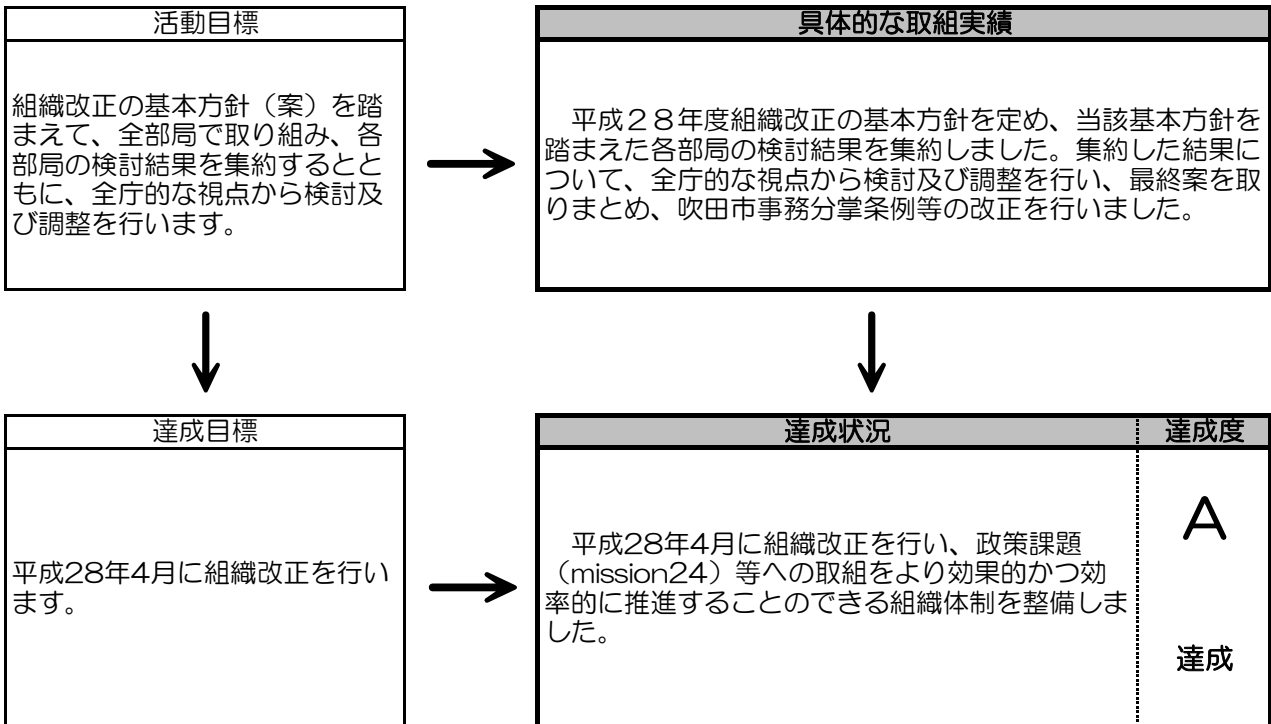 活動目標
組織改正の基本方針（案）を踏
まえて、全部局で取り組み、各
部局の検討結果を集約するとと
もに、全庁的な視点から検討及
び調整を行います。
具体的な取組実績
　平成２８年度組織改正の基本方針を定め、当該基本方針を
踏まえた各部局の検討結果を集約しました。集約した結果に
ついて、全庁的な視点から検討及び調整を行い、最終案を取
りまとめ、吹田市事務分掌条例等の改正を行いました。
達成目標
平成28年4月に組織改正を行い
ます。
達成状況
　平成28年4月に組織改正を行い、政策課題
（mission24）等への取組をより効果的かつ効
率的に推進することのできる組織体制を整備しま
した。
達成度
A
達成